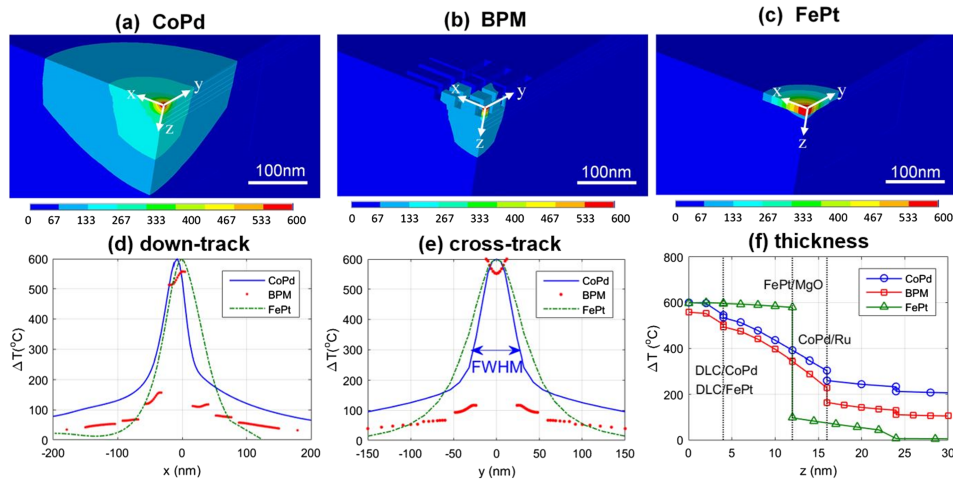 (a) CoPd
(b) BPM
(c) FePt
x
y
z
100nm
x
y
z
100nm
x
y
z
100nm
0 67 133 267 333 400 467 533 600
0 67 133 267 333 400 467 533 600
0 67 133 267 333 400 467 533 600
(d) down-track
(e) cross-track
(f) thickness
600
500
400
300
200
100
0
ΔT (°C)
CoPd
BPM
FePt
-200 -100 0 100 200
x (nm)
600
500
400
300
200
100
0
ΔT (°C)
CoPd
BPM
FePt
FWHM
-150 -100 -50 0 50 100 150
y (nm)
800
600
400
200
0
ΔT (°C)
FePt/MgO
CoPd
BPM
FePt
CoPd/Ru
DLC/CoPd
DLC/FePt
0 5 10 15 20 25 30
z (nm)